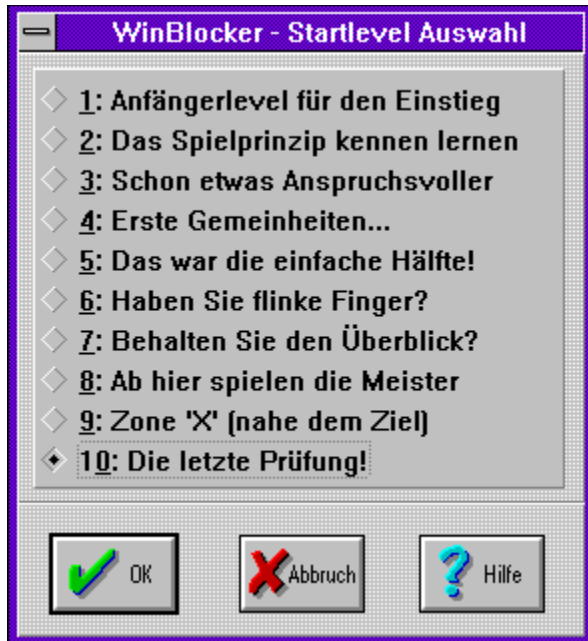 WinBlocker - Startlevel Auswahl
1: Anfängerlevel für den Einstieg
2: Das Spielprinzip kennen lernen
3: Schon etwas Anspruchsvoller
4: Erste Gemeinheiten...
5: Das war die einfache Hälfte!
6: Haben Sie flinke Finger?
7: Behalten Sie den Überblick?
8: Ab hier spielen die Meister
9: Zone 'X' (nahe dem Ziel)
10: Die letzte Prüfung!
OK
Abbruch
Hilfe